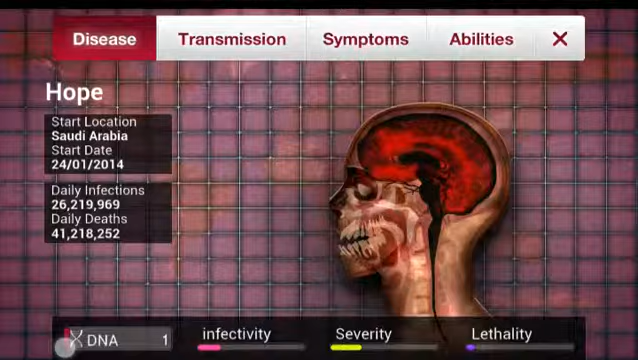 Disease Transmission Symptoms Abilities X
Hope
Start Location
Saudi Arabia
Start Date
24/01/2014
Daily Infections
26,219,969
Daily Deaths
41,218,252
DNA 1 infectivity Severity Lethality